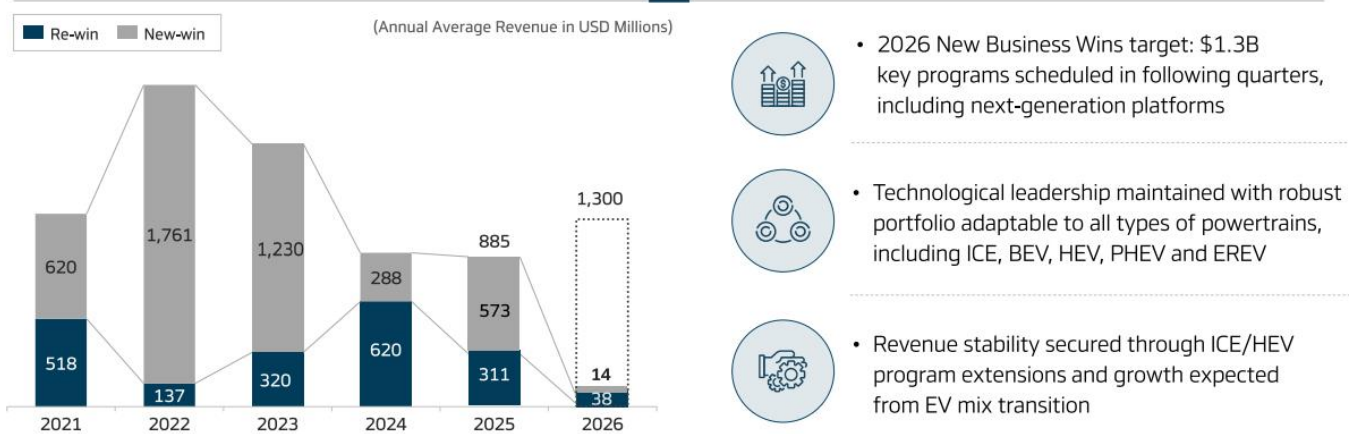 Re-win New-win
(Annual Average Revenue in USD Millions)
620
518
1,761
137
1,230
320
288
620
885
573
311
1,300
14
38
2021 2022 2023 2024 2025 2026
• 2026 New Business Wins target: $1.3B
key programs scheduled in following quarters,
including next-generation platforms
• Technological leadership maintained with robust
portfolio adaptable to all types of powertrains,
including ICE, BEV, HEV, PHEV and EREV
• Revenue stability secured through ICE/HEV
program extensions and growth expected
from EV mix transition